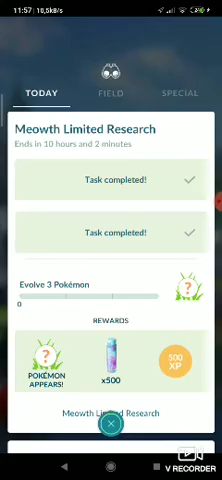 11:57 | 10,5kB/s
TODAY
FIELD
SPECIAL
Meowth Limited Research
Ends in 10 hours and 2 minutes
Task completed!
Task completed!
Evolve 3 Pokémon
0
REWARDS
?
?
POKÉMON
APPEARS!
x500
500
XP
Meowth Limited Research
V RECORDER